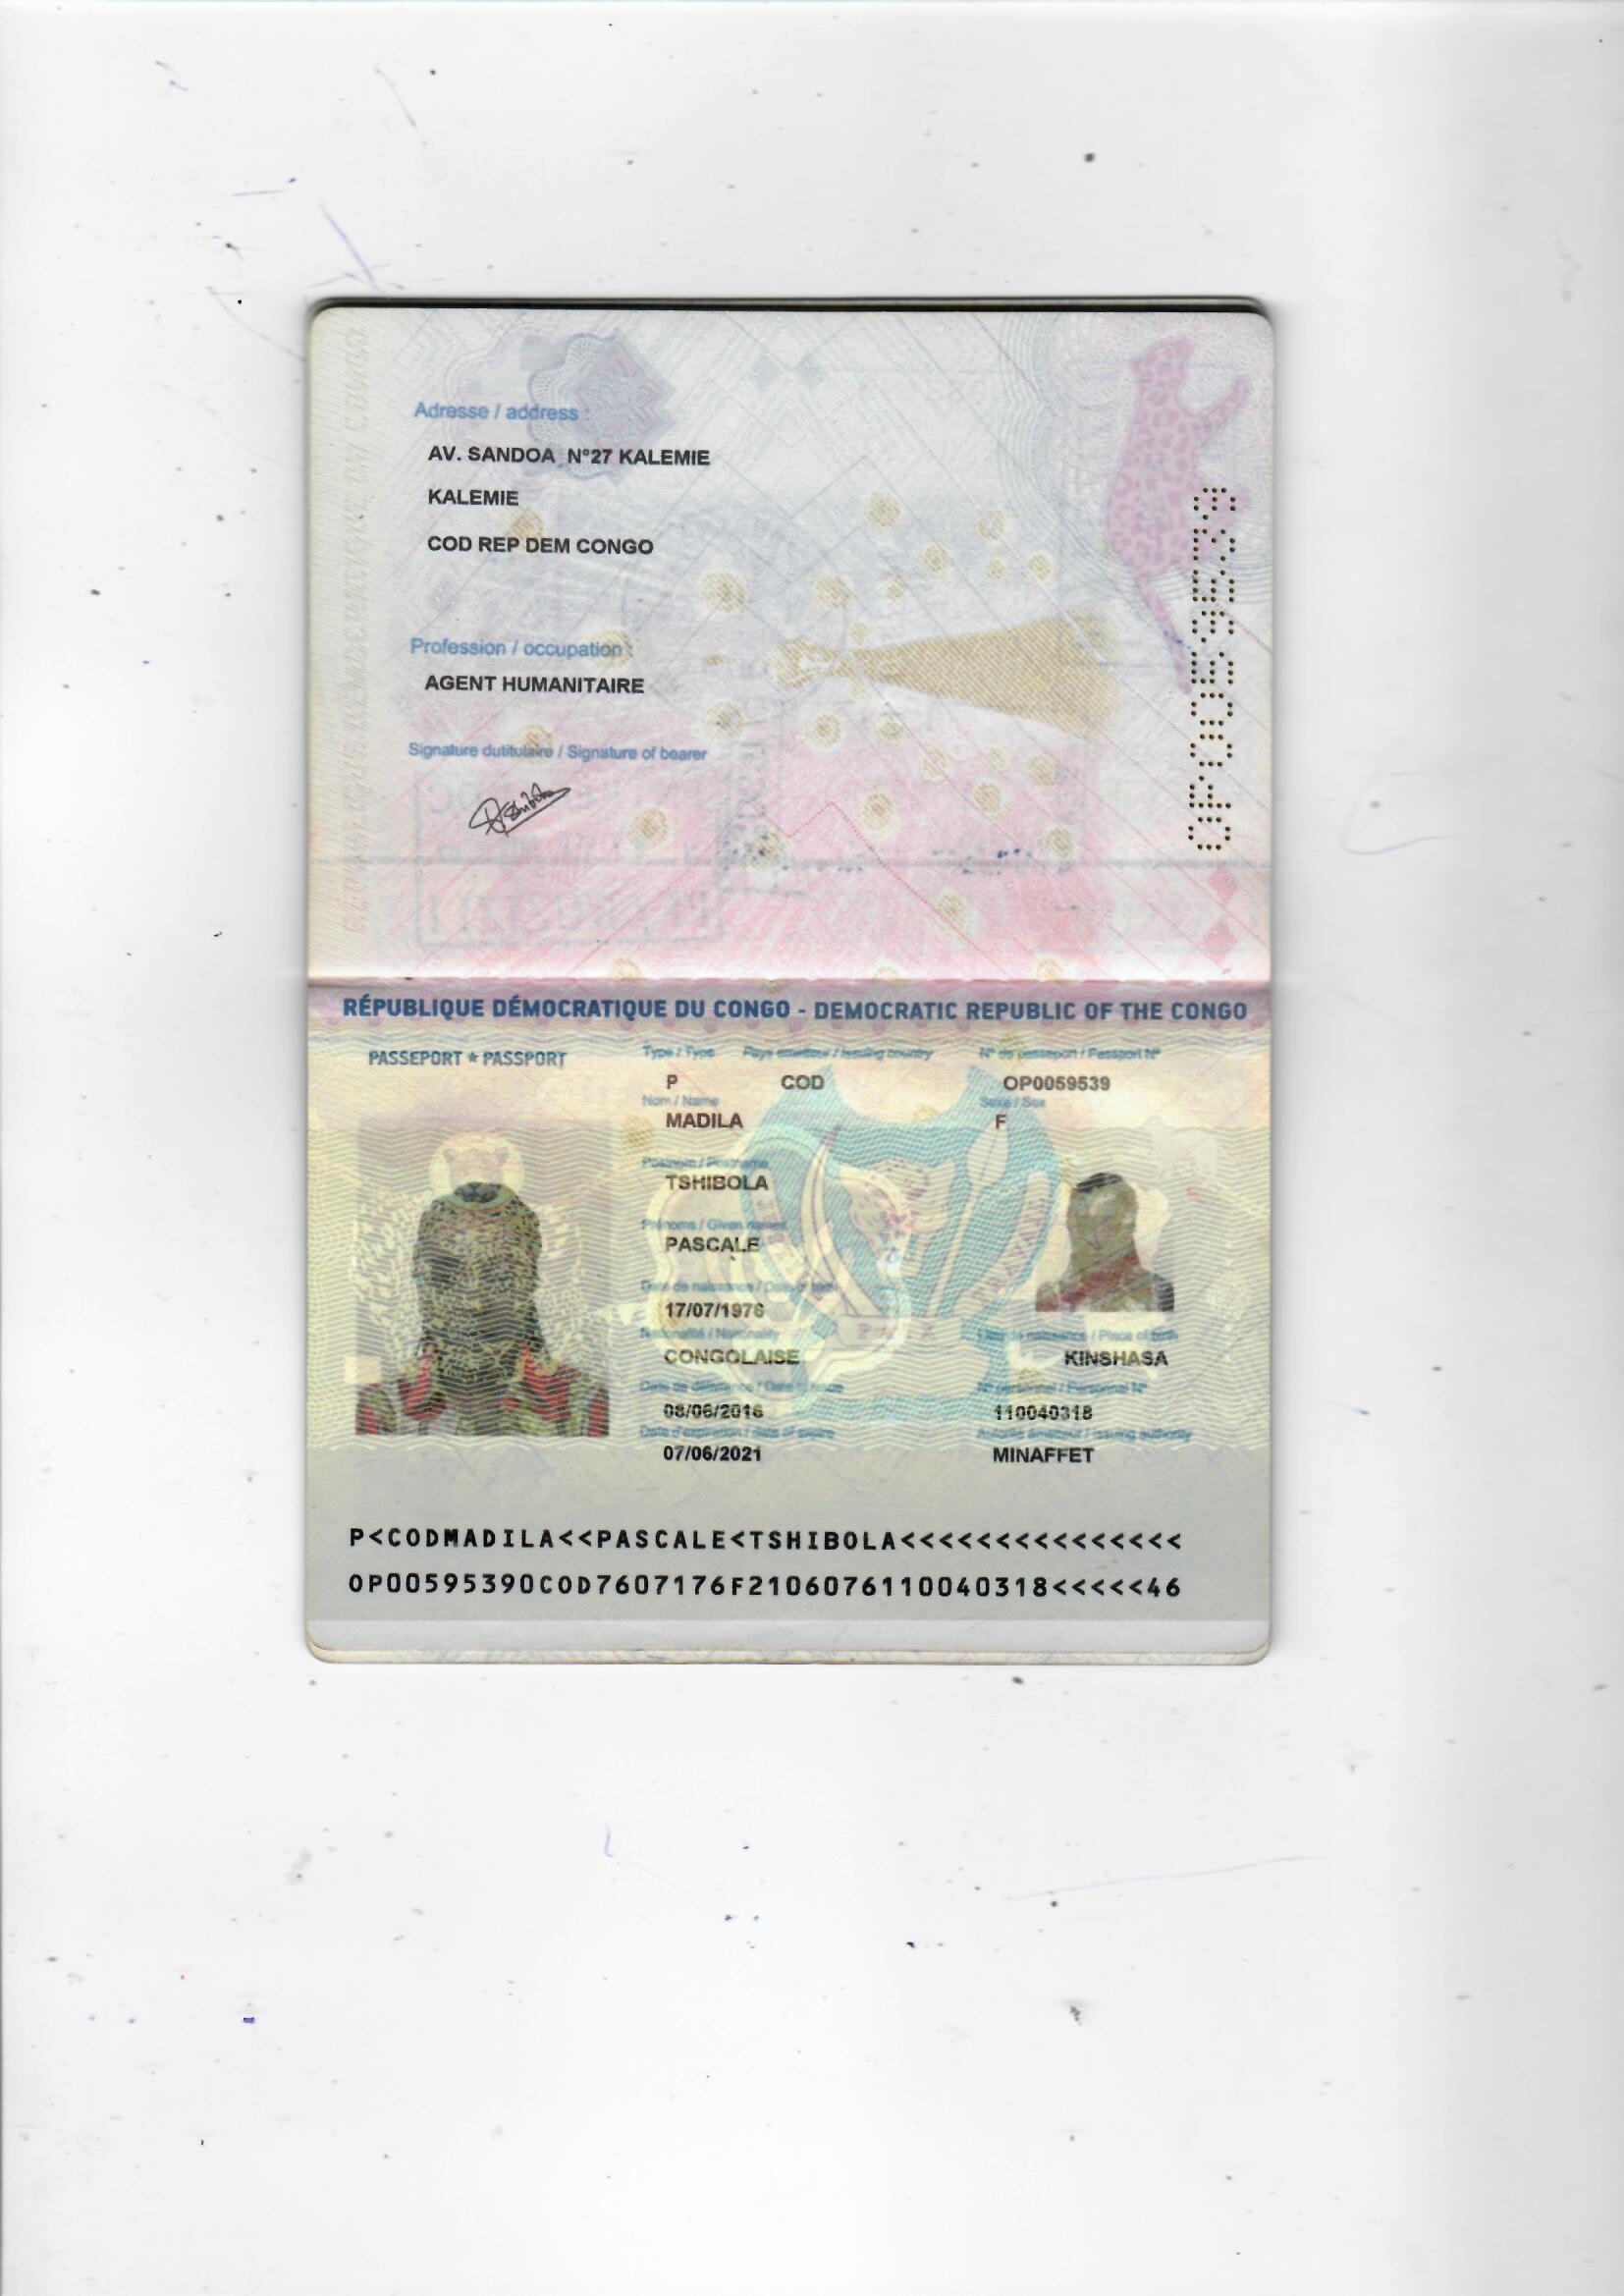 Adresse / address :
AV. SANDOA N°27 KALEMIE
KALEMIE
COD REP DEM CONGO
Profession / occupation :
AGENT HUMANITAIRE
Signature dutitulaire / Signature of bearer
OP0059539
RÉPUBLIQUE DÉMOCRATIQUE DU CONGO - DEMOCRATIC REPUBLIC OF THE CONGO
PASSEPORT * PASSPORT
Type / Type Pays émetteur / Issuing country N° de passeport / Passport N°
P COD OP0059539
Nom / Name Sexe / Sex
MADILA F
Postnom / Postname
TSHIBOLA
Prénoms / Given names
PASCALE
Date de naissance / Date of birth
17/07/1976
Nationalité / Nationality Lieu de naissance / Place of birth
CONGOLAISE KINSHASA
Date de délivrance / Date of issue N° personnel / Personnal N°
08/06/2016 110040318
Date d'expiration / date of expire Autorité émetteur / Issuing authority
07/06/2021 MINAFFET
P<CODMADILA<<PASCALE<TSHIBOLA<<<<<<<<<<<<<<<
OP00595390COD7607176F2106076110040318<<<<<46